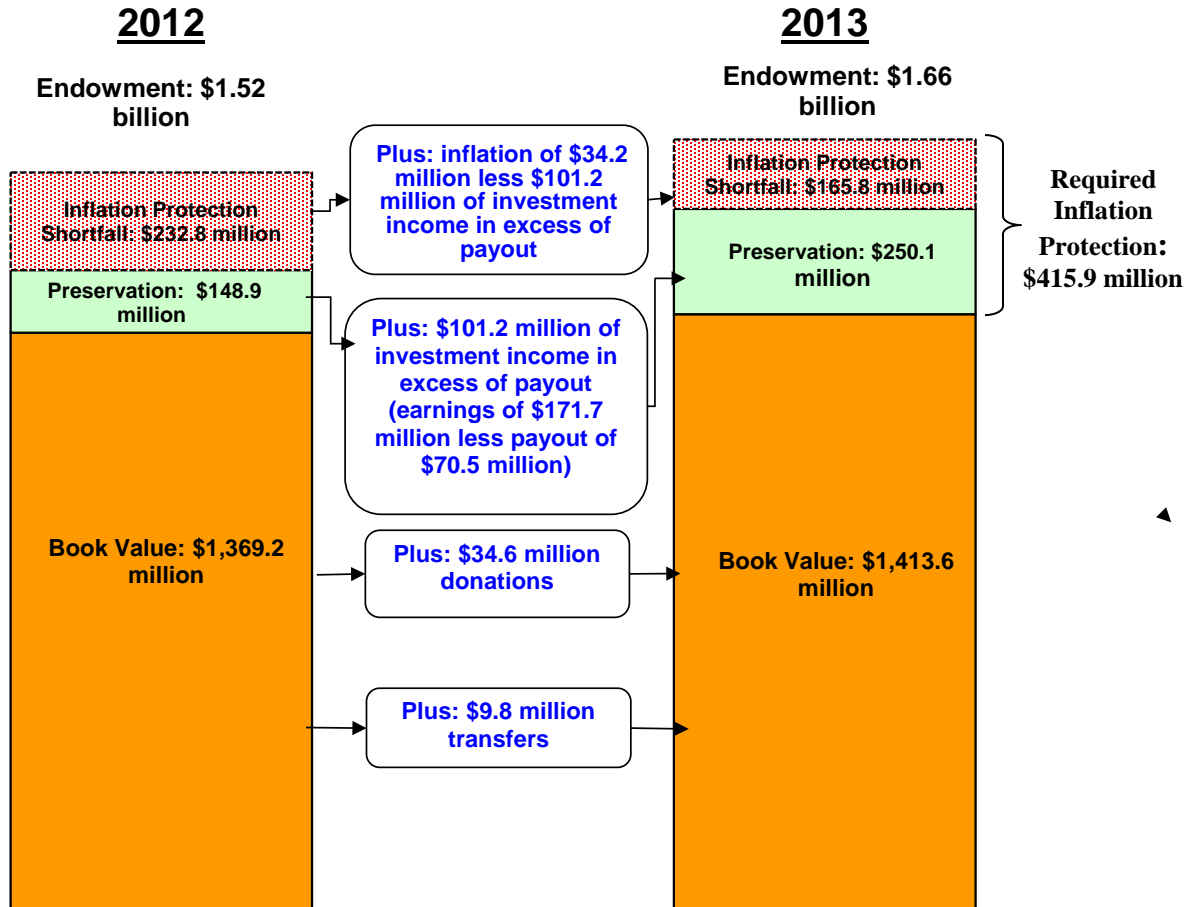 2012
Endowment: $1.52
billion
Inflation Protection
Shortfall: $232.8 million
Preservation: $148.9
million
Book Value: $1,369.2
million
Plus: inflation of $34.2
million less $101.2
million of investment
income in excess of
payout
Plus: $101.2 million of
investment income in
excess of payout
(earnings of $171.7
million less payout of
$70.5 million)
Plus: $34.6 million
donations
Plus: $9.8 million
transfers
2013
Endowment: $1.66
billion
Inflation Protection
Shortfall: $165.8 million
Preservation: $250.1
million
Book Value: $1,413.6
million
Required
Inflation
Protection:
$415.9 million